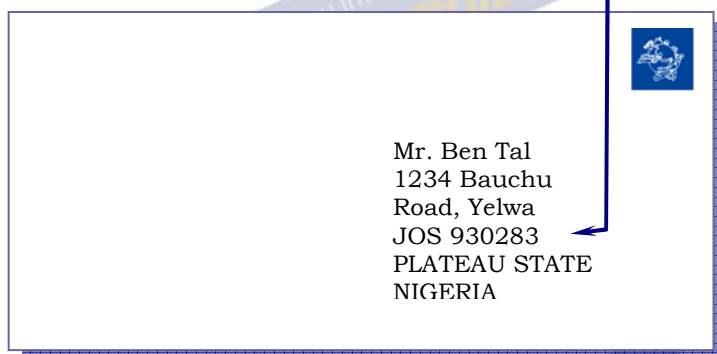 Mr. Ben Tal
1234 Bauchu
Road, Yelwa
JOS 930283
PLATEAU STATE
NIGERIA